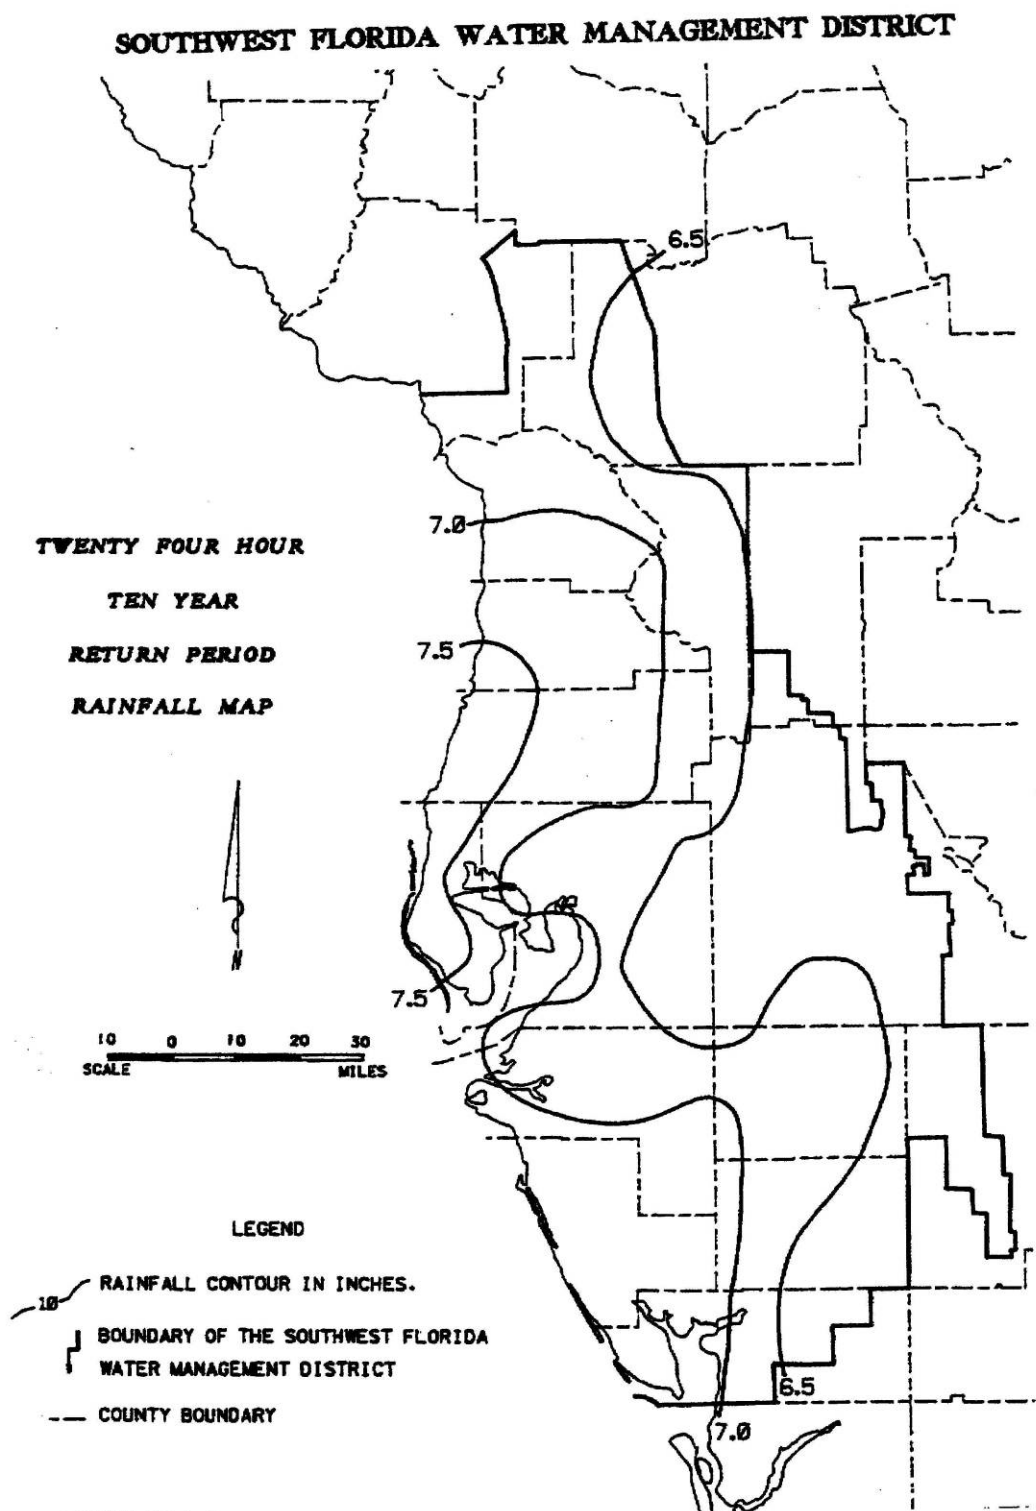 SOUTHWEST FLORIDA WATER MANAGEMENT DISTRICT
6.5
7.0
TWENTY FOUR HOUR
TEN YEAR
RETURN PERIOD
RAINFALL MAP
7.5
N
7.5
10 0 10 20 30
SCALE MILES
LEGEND
10 RAINFALL CONTOUR IN INCHES.
BOUNDARY OF THE SOUTHWEST FLORIDA
WATER MANAGEMENT DISTRICT
COUNTY BOUNDARY
6.5
7.0